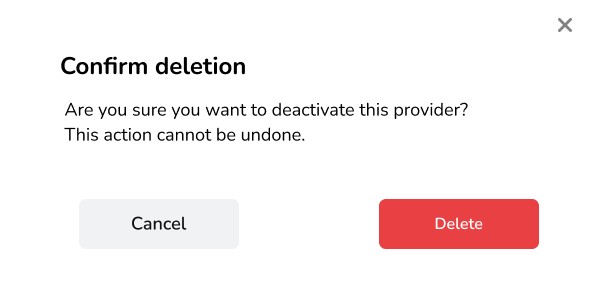 Confirm deletion
Are you sure you want to deactivate this provider?
This action cannot be undone.
Cancel
Delete